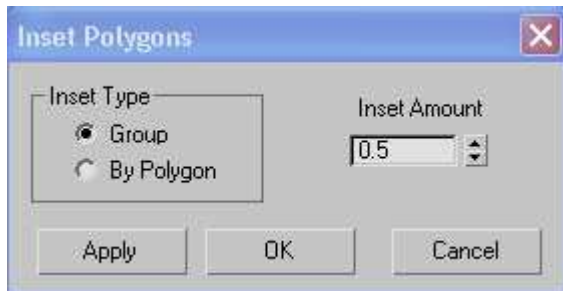 Inset Polygons
Inset Type
Group
By Polygon
Inset Amount
0.5
Apply
OK
Cancel